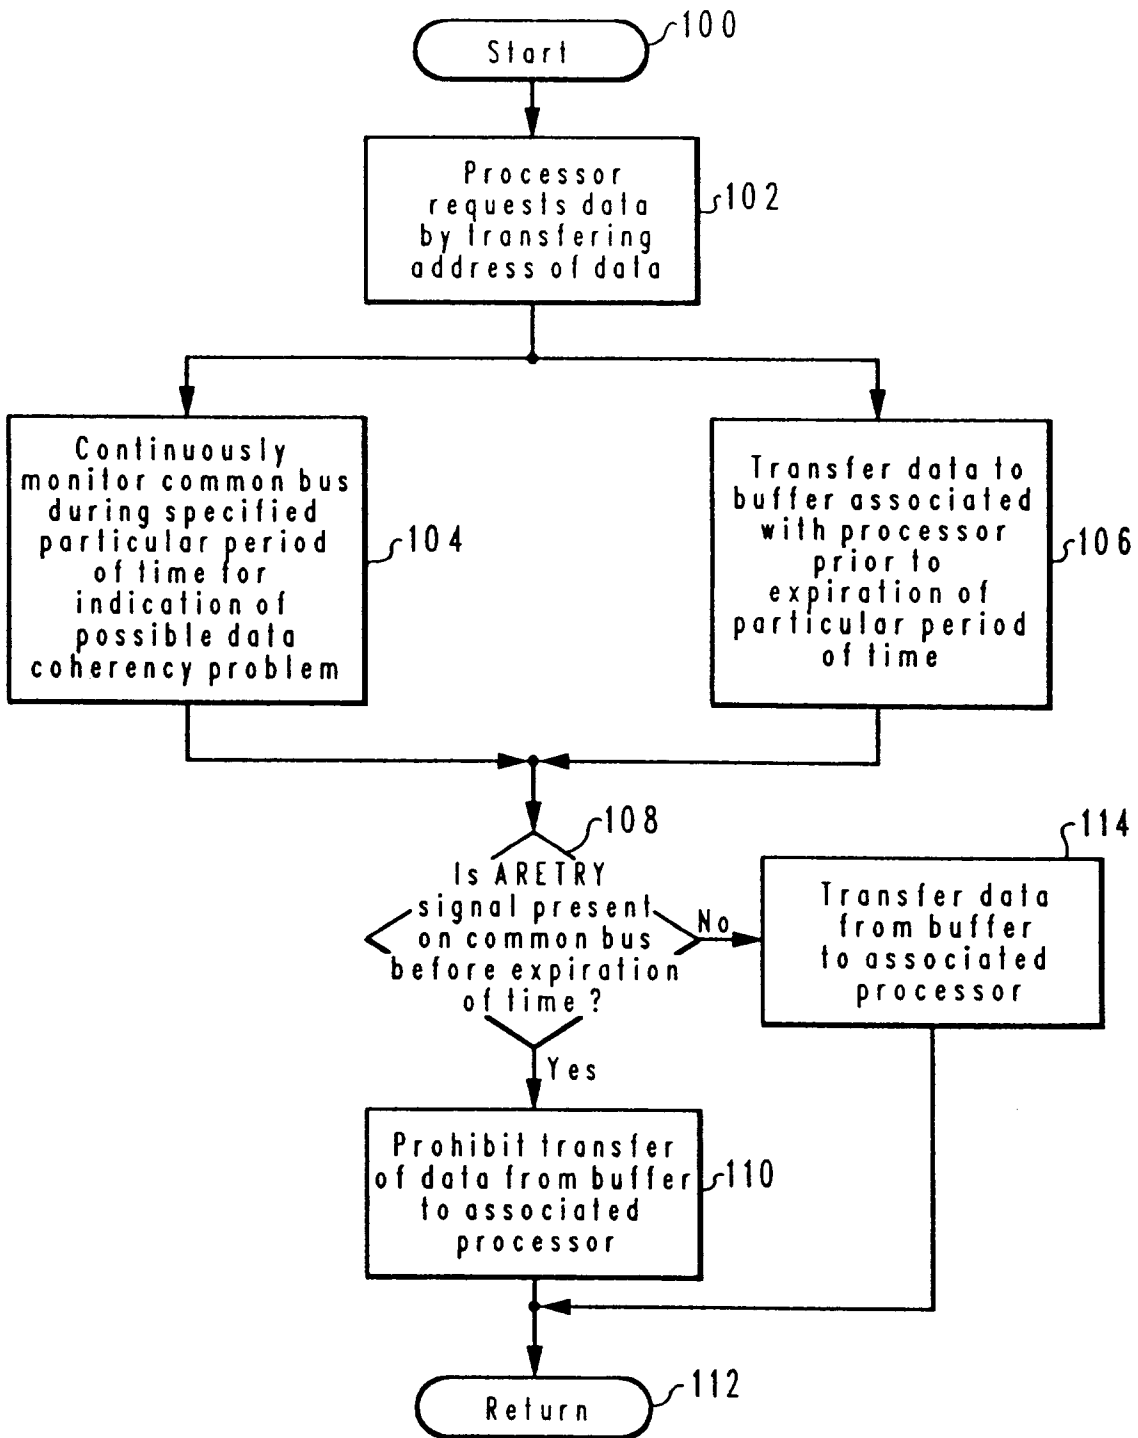 100
Start
Processor
requests data
by transfering
address of data
102
Continuously
monitor common bus
during specified
particular period
of time for
indication of
possible data
coherency problem
104
Transfer data to
buffer associated
with processor
prior to
expiration of
particular period
of time
106
108
Is ARETRY
signal present
on common bus
before expiration
of time?
No
114
Transfer data
from buffer
to associated
processor
Yes
Prohibit transfer
of data from buffer
to associated
processor
110
Return
112